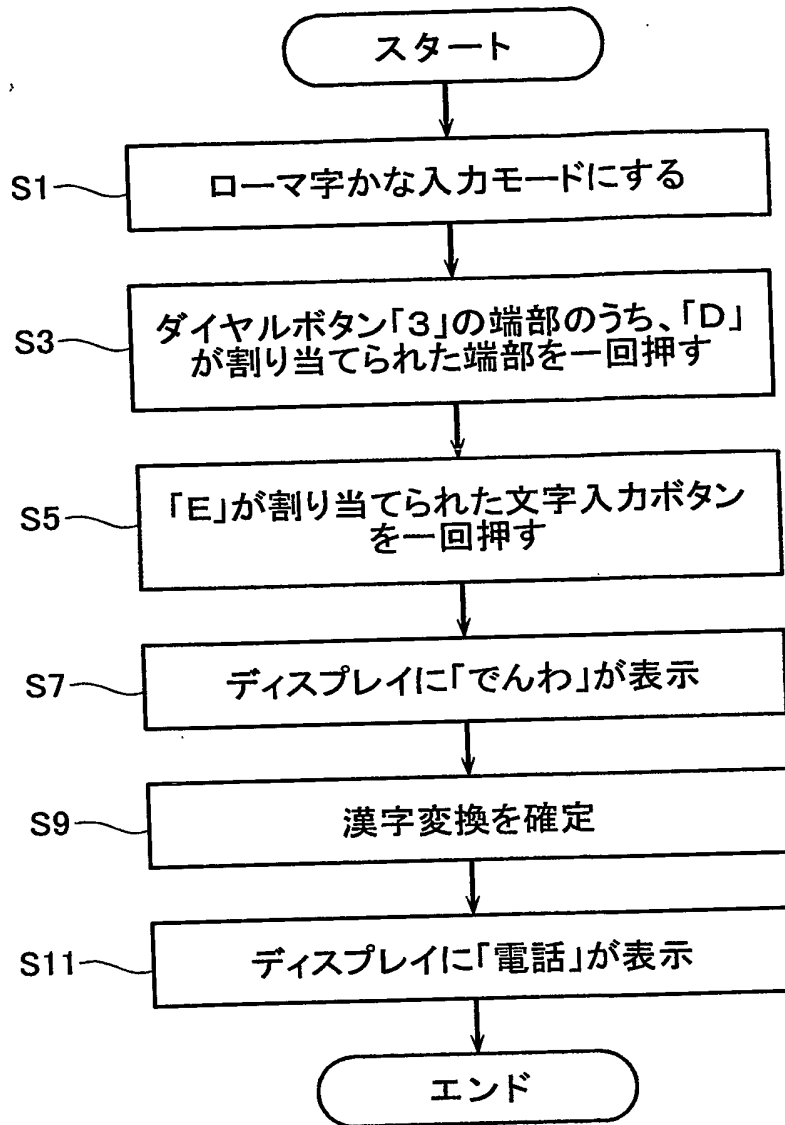 スタート
S1
ローマ字かな入力モードにする
S3
ダイヤルボタン「3」の端部のうち、「D」
が割り当てられた端部を一回押す
S5
「E」が割り当てられた文字入力ボタン
を一回押す
S7
ディスプレイに「でんわ」が表示
S9
漢字変換を確定
S11
ディスプレイに「電話」が表示
エンド